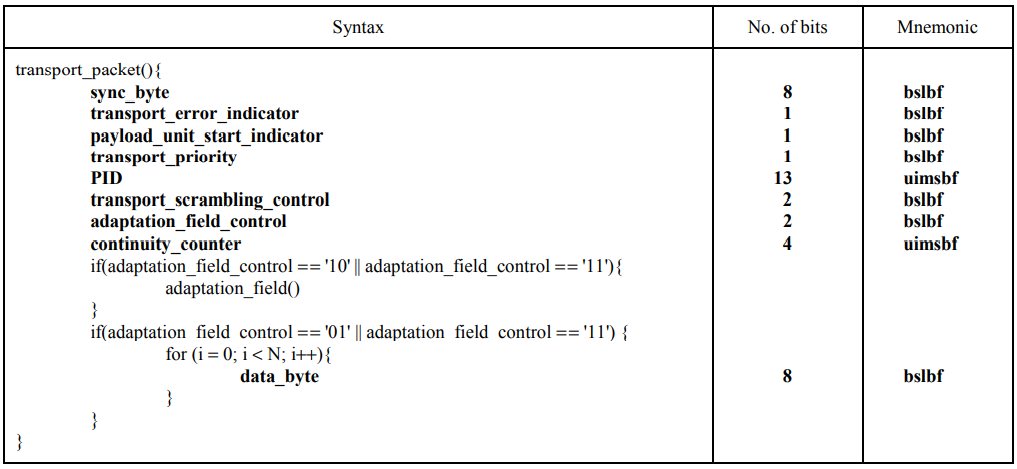 Syntax No. of bits Mnemonic
transport_packet(){
sync_byte 8 bslbf
transport_error_indicator 1 bslbf
payload_unit_start_indicator 1 bslbf
transport_priority 1 bslbf
PID 13 uimsbf
transport_scrambling_control 2 bslbf
adaptation_field_control 2 bslbf
continuity_counter 4 uimsbf
if(adaptation_field_control == '10' || adaptation_field_control == '11'){
adaptation_field()
}
if(adaptation field control == '01' || adaptation field control == '11') {
for (i = 0; i < N; i++){
data_byte 8 bslbf
}
}
}